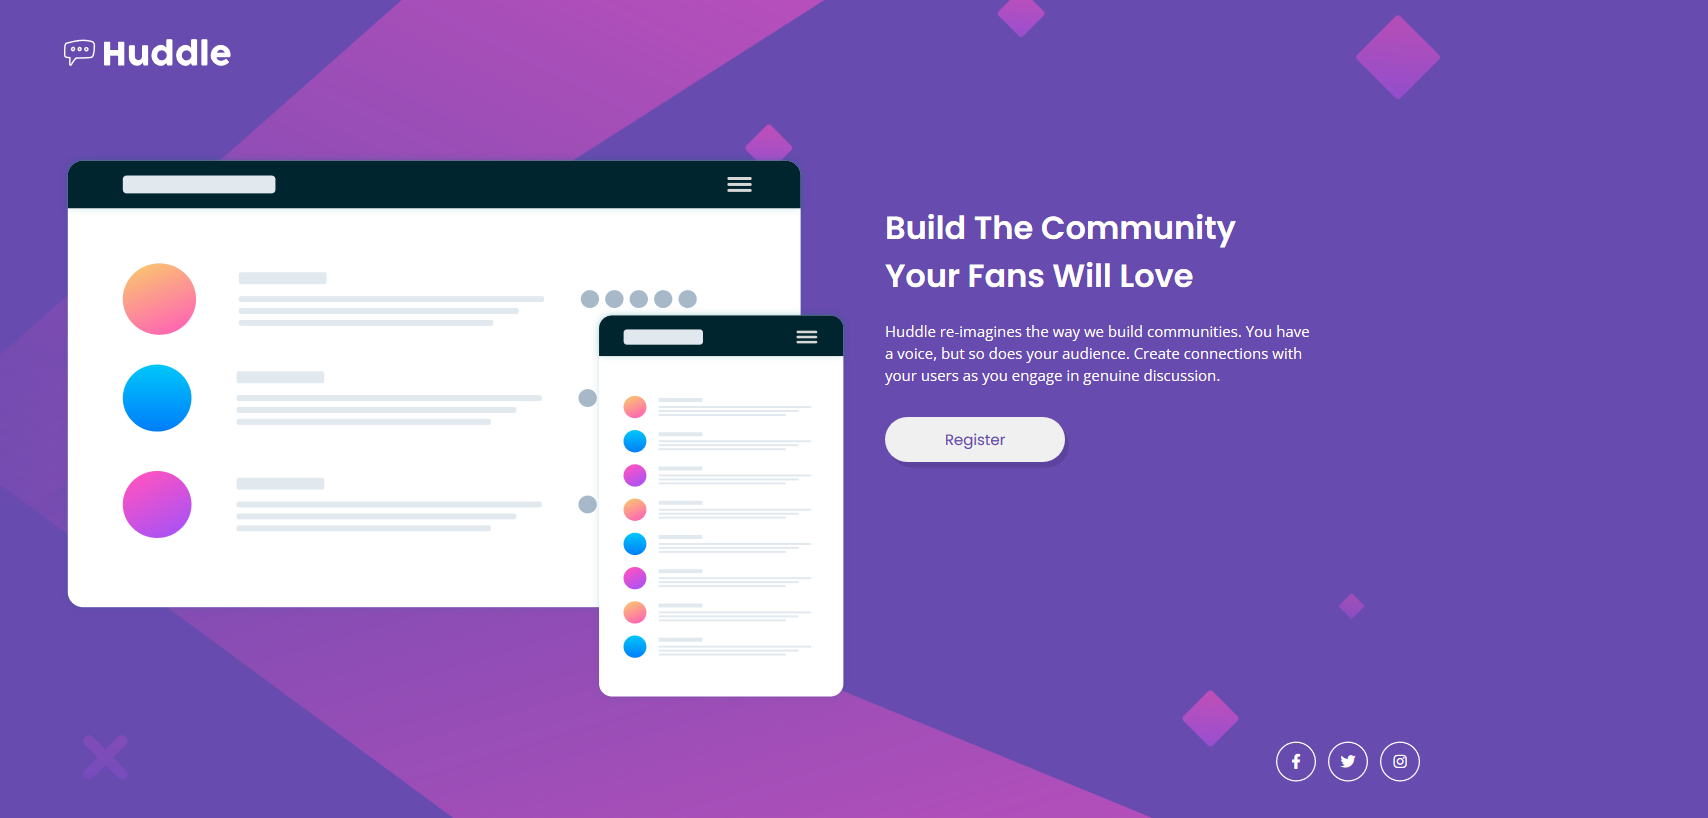 Huddle
Build The Community
Your Fans Will Love
Huddle re-imagines the way we build communities. You have
a voice, but so does your audience. Create connections with
your users as you engage in genuine discussion.
Register